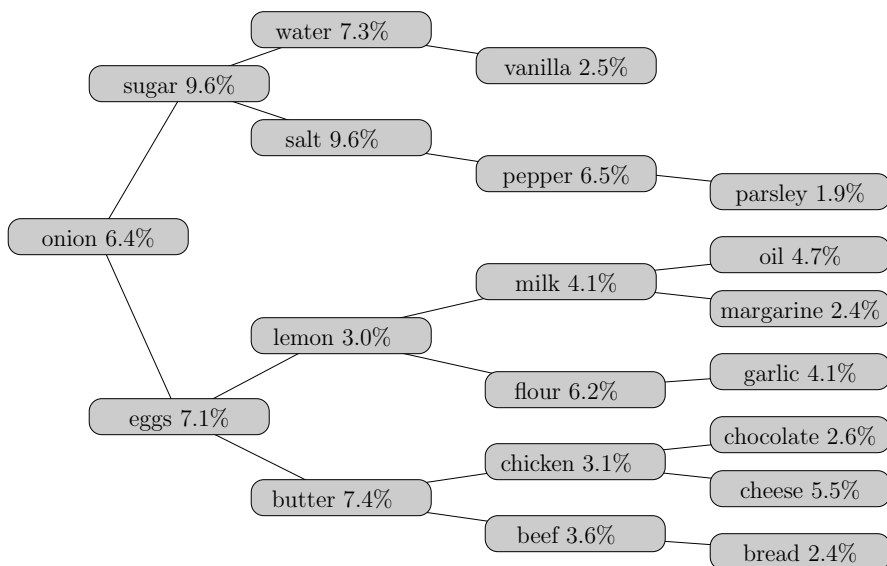 water 7.3%
vanilla 2.5%
sugar 9.6%
salt 9.6%
pepper 6.5%
parsley 1.9%
onion 6.4%
oil 4.7%
milk 4.1%
margarine 2.4%
lemon 3.0%
garlic 4.1%
flour 6.2%
eggs 7.1%
chocolate 2.6%
chicken 3.1%
cheese 5.5%
butter 7.4%
beef 3.6%
bread 2.4%